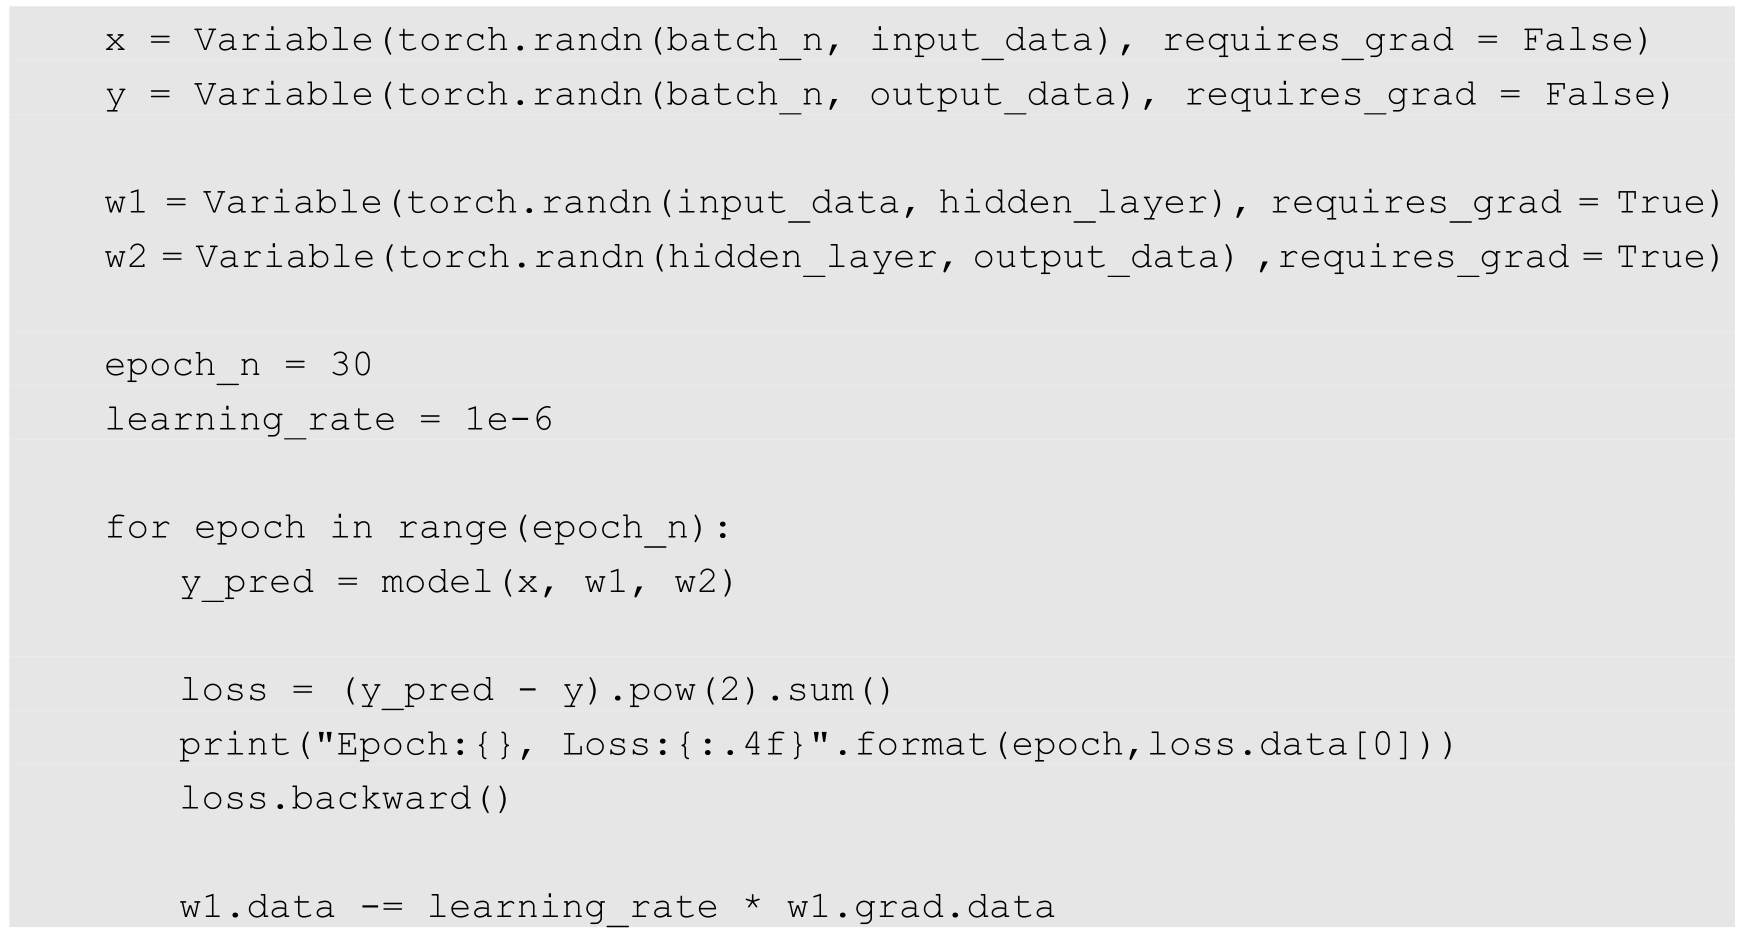 x = Variable(torch.randn(batch_n, input_data), requires_grad = False)
y = Variable(torch.randn(batch_n, output_data), requires_grad = False)
w1 = Variable(torch.randn(input_data, hidden_layer), requires_grad = True)
w2 = Variable(torch.randn(hidden_layer, output_data) ,requires_grad = True)
epoch_n = 30
learning_rate = 1e-6
for epoch in range(epoch_n):
    y_pred = model(x, w1, w2)
    loss = (y_pred - y).pow(2).sum()
    print("Epoch:{}, Loss:{:.4f}".format(epoch,loss.data[0]))
    loss.backward()
    w1.data -= learning_rate * w1.grad.data